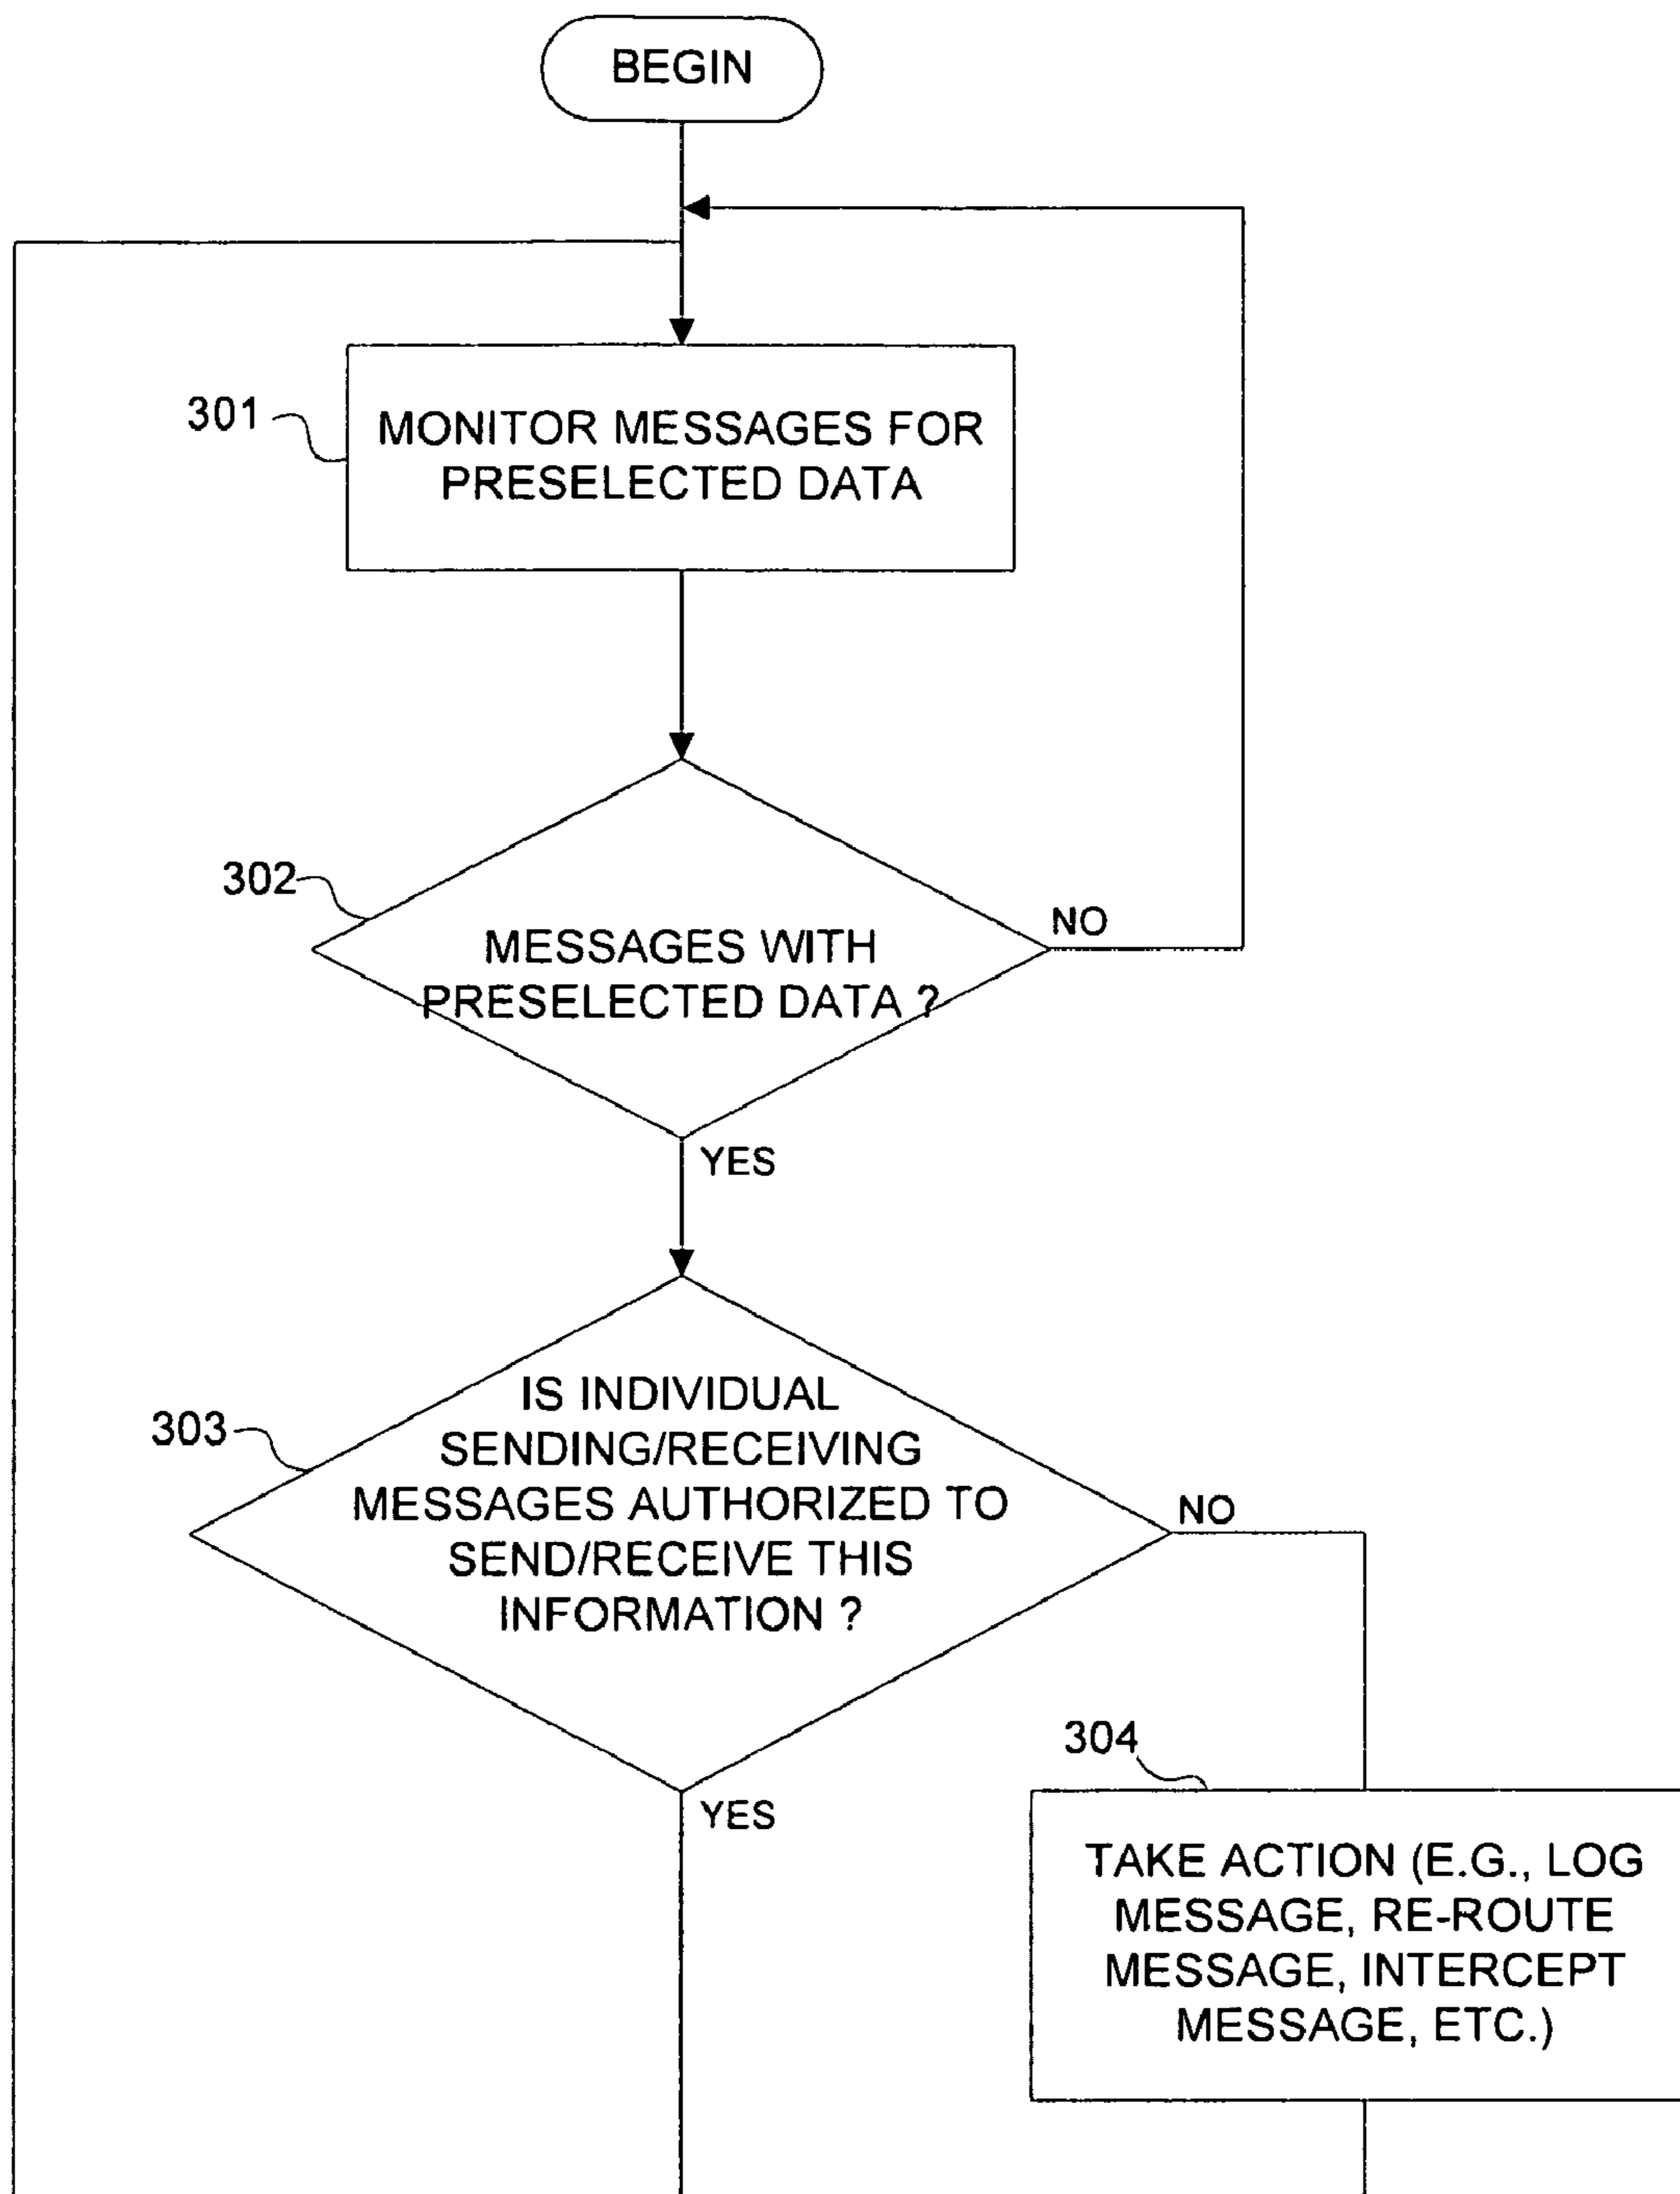 BEGIN
301
MONITOR MESSAGES FOR
PRESELECTED DATA
302
MESSAGES WITH
PRESELECTED DATA ?
NO
YES
303
IS INDIVIDUAL
SENDING/RECEIVING
MESSAGES AUTHORIZED TO
SEND/RECEIVE THIS
INFORMATION ?
NO
YES
304
TAKE ACTION (E.G., LOG
MESSAGE, RE-ROUTE
MESSAGE, INTERCEPT
MESSAGE, ETC.)